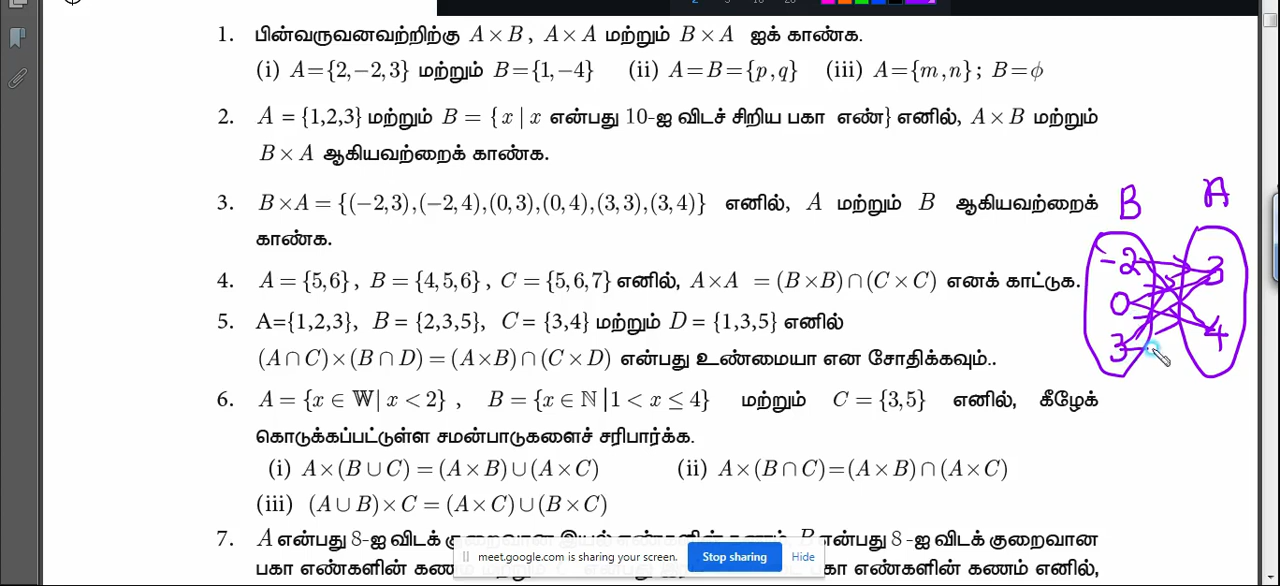 1. பின்வருவனவற்றிற்கு A×B, A×A மற்றும் B×A ஐக் காண்க.
(i) A={2,−2,3} மற்றும் B={1,−4} (ii) A=B={p,q} (iii) A={m,n}; B=ϕ
2. A = {1,2,3} மற்றும் B = {x | x என்பது 10-ஐ விடச் சிறிய பகா எண்} எனில், A×B மற்றும்
B×A ஆகியவற்றைக் காண்க.
3. B×A = {(−2,3),(−2,4),(0,3),(0,4),(3,3),(3,4)} எனில், A மற்றும் B ஆகியவற்றைக்
காண்க.
B A
-2 3
0
3 4
4. A = {5,6}, B = {4,5,6}, C = {5,6,7} எனில், A×A = (B×B)∩(C×C) எனக் காட்டுக.
5. A={1,2,3}, B = {2,3,5}, C = {3,4} மற்றும் D = {1,3,5} எனில்
(A∩C)×(B∩D) = (A×B)∩(C×D) என்பது உண்மையா என சோதிக்கவும்..
6. A = {x ∈ 𝕎| x < 2}, B = {x ∈ ℕ |1 < x ≤ 4} மற்றும் C = {3,5} எனில், கீழேக்
கொடுக்கப்பட்டுள்ள சமன்பாடுகளைச் சரிபார்க்க.
(i) A×(B∪C) = (A×B)∪(A×C) (ii) A×(B∩C)=(A×B)∩(A×C)
(iii) (A∪B)×C = (A×C)∪(B×C)
7. A என்பது 8-ஐ விடக் என்பது 8 -ஐ விடக் குறைவான
meet.google.com is sharing your screen. Stop sharing Hide
பகா எண்களின் கணம் பகா எண்களின் கணம் எனில்,